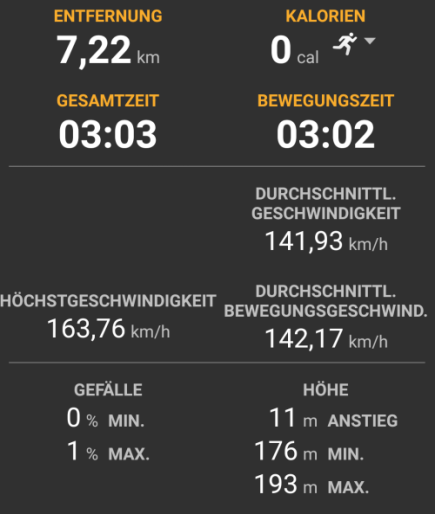 ENTFERNUNG
KALORIEN
7,22 km
0 cal
GESAMTZEIT
BEWEGUNGSZEIT
03:03
03:02
DURCHSCHNITTL.
GESCHWINDIGKEIT
141,93 km/h
HÖCHSTGESCHWINDIGKEIT
163,76 km/h
DURCHSCHNITTL.
BEWEGUNGSGESCHWIND.
142,17 km/h
GEFÄLLE
0 % MIN.
1 % MAX.
HÖHE
11 m ANSTIEG
176 m MIN.
193 m MAX.